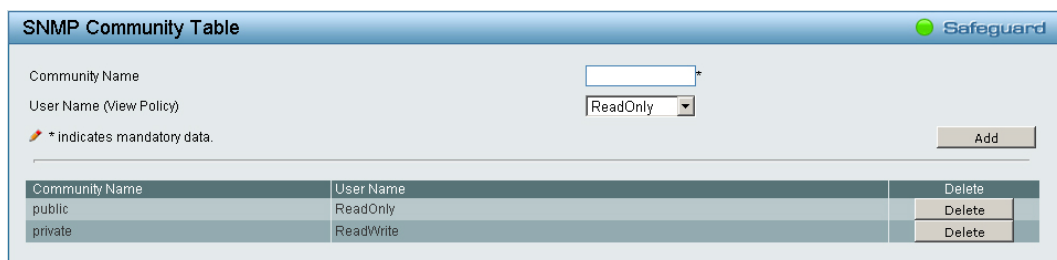 SNMP Community Table
Safeguard
Community Name
*
User Name (View Policy)
ReadOnly
* indicates mandatory data.
Add
Community Name User Name Delete
public ReadOnly Delete
private ReadWrite Delete